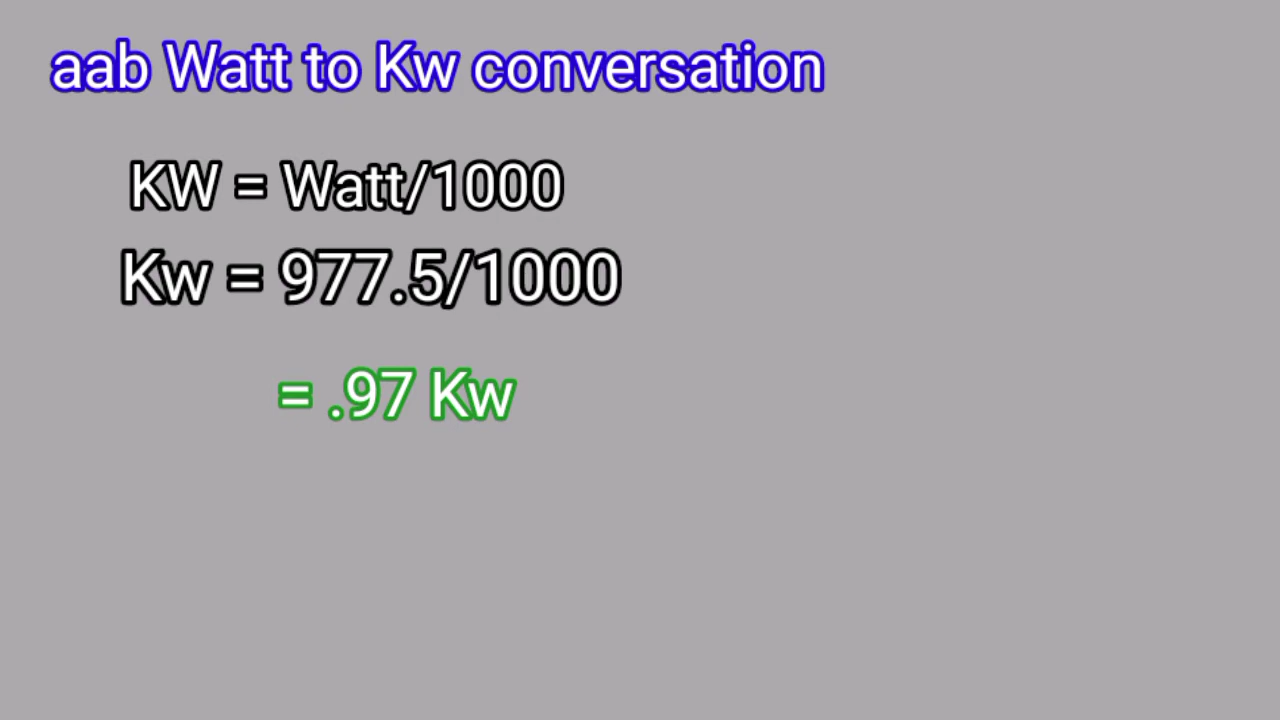 aab Watt to Kw conversation
KW = Watt/1000
Kw = 977.5/1000
= .97 Kw